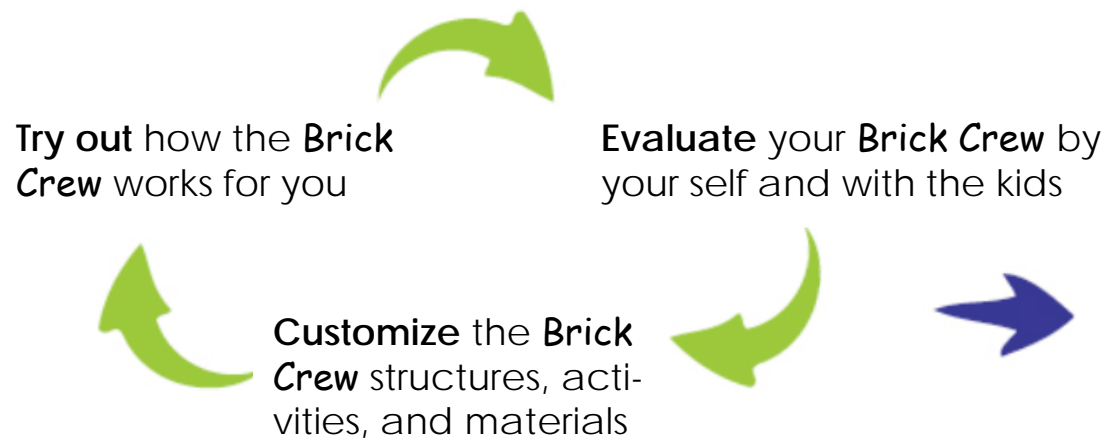 Try out how the Brick
Crew works for you
Evaluate your Brick Crew by
your self and with the kids
Customize the Brick
Crew structures, acti-
vities, and materials